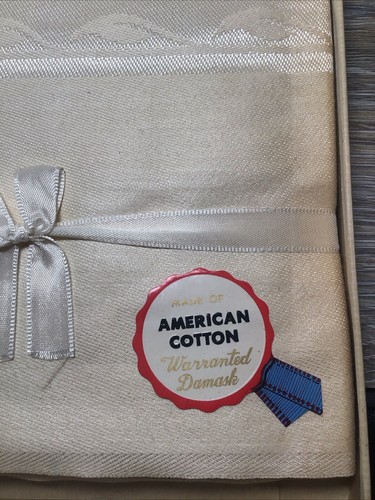 MADE OF
AMERICAN
COTTON
Warranted
Damask